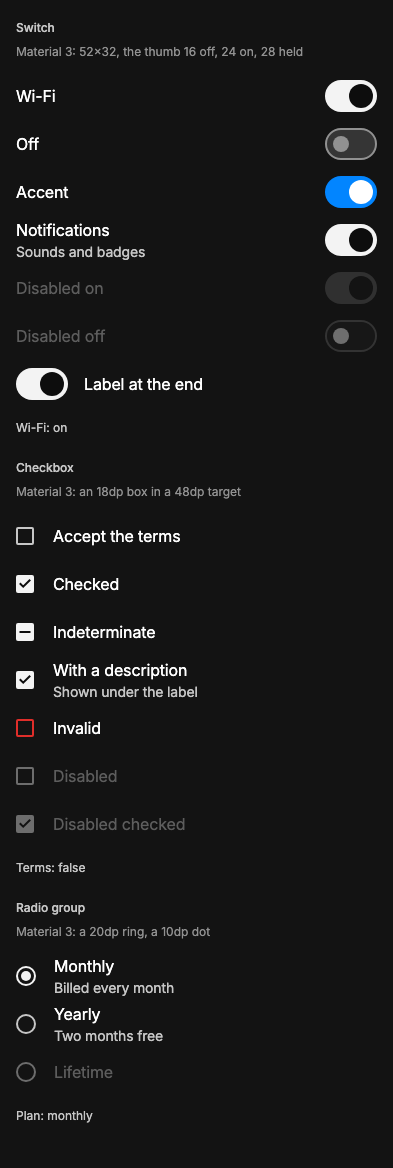 Switch
Material 3: 52×32, the thumb 16 off, 24 on, 28 held
Wi-Fi
Off
Accent
Notifications
Sounds and badges
Disabled on
Disabled off
Label at the end
Wi-Fi: on
Checkbox
Material 3: an 18dp box in a 48dp target
Accept the terms
Checked
Indeterminate
With a description
Shown under the label
Invalid
Disabled
Disabled checked
Terms: false
Radio group
Material 3: a 20dp ring, a 10dp dot
Monthly
Billed every month
Yearly
Two months free
Lifetime
Plan: monthly